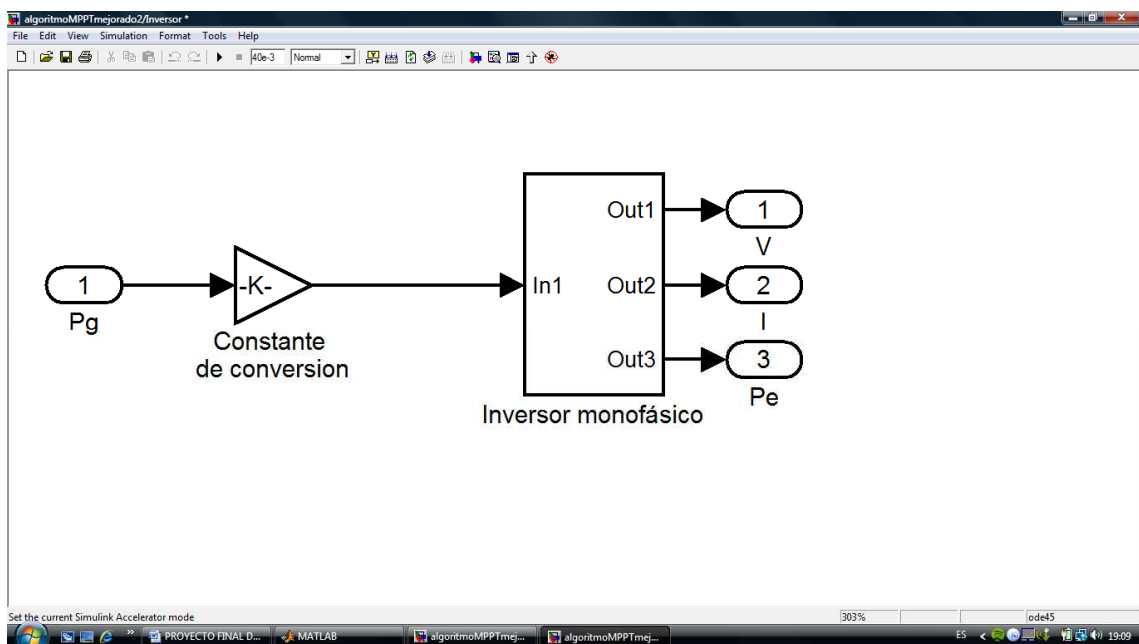 algoritmoMPPTmejorado2/Inversor *
File Edit View Simulation Format Tools Help
40e-3 Normal
Out1
1
V
1
Pg
-K-
Constante
de conversion
In1
Out2
2
I
Out3
3
Pe
Inversor monofásico
Set the current Simulink Accelerator mode
303%
ode45
PROYECTO FINAL D...
MATLAB
algoritmoMPPTmej...
algoritmoMPPTmej...
ES
19:09